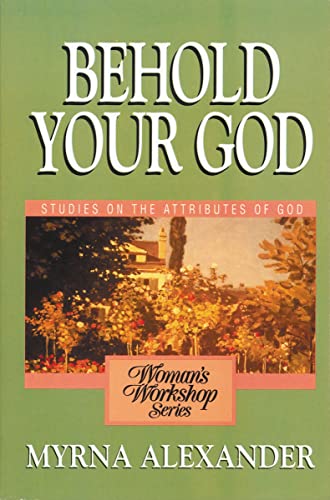 BEHOLD
YOUR GOD
STUDIES ON THE ATTRIBUTES OF GOD
Woman's
Workshop
Series
MYRNA ALEXANDER